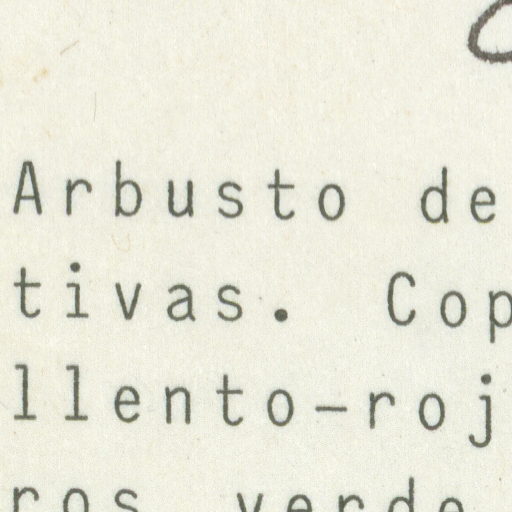 Arbusto de
tivas. Cop
llento-roj
ros verde